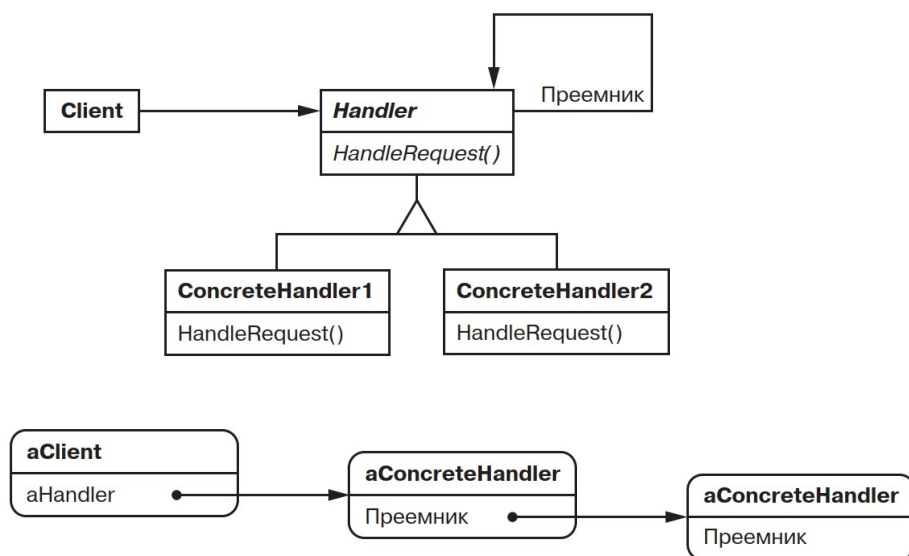 Преемник
Client
Handler
HandleRequest()
ConcreteHandler1
HandleRequest()
ConcreteHandler2
HandleRequest()
aClient
aHandler
aConcreteHandler
Преемник
aConcreteHandler
Преемник